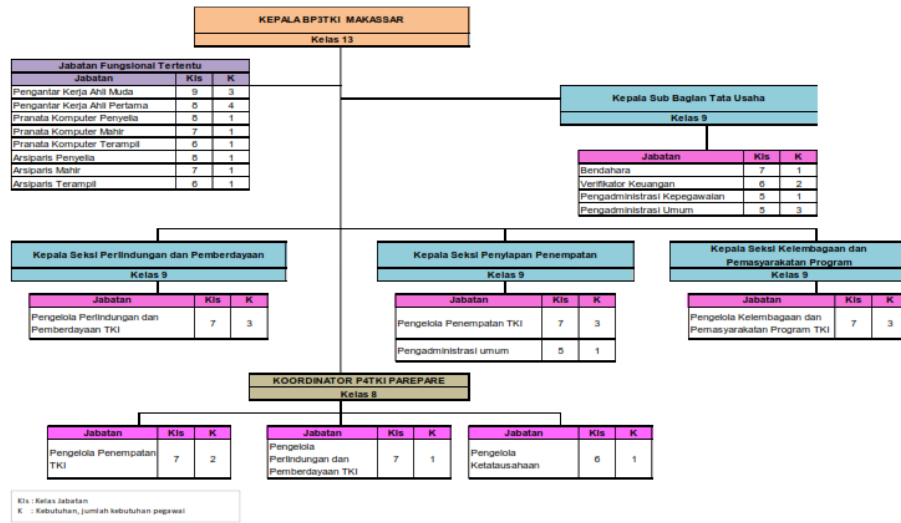 KEPALA BP3TKI MAKASSAR
Kelas 13
Jabatan Fungsional Tertentu
Jabatan Kls K
Pengantar Kerja Ahli Muda 9 3
Pengantar Kerja Ahli Pertama 8 4
Pranata Komputer Penyelia 8 1
Pranata Komputer Mahir 7 1
Pranata Komputer Terampil 6 1
Arsiparis Penyelia 8 1
Arsiparis Mahir 7 1
Arsiparis Terampil 6 1
Kepala Sub Bagian Tata Usaha
Kelas 9
Jabatan Kls K
Bendahara 7 1
Verifikator Keuangan 6 2
Pengadministrasi Kepegawaian 5 1
Pengadministrasi Umum 5 3
Kepala Seksi Perlindungan dan Pemberdayaan
Kelas 9
Jabatan Kls K
Pengelola Perlindungan dan
Pemberdayaan TKI 7 3
Kepala Seksi Penyiapan Penempatan
Kelas 9
Jabatan Kls K
Pengelola Penempatan TKI 7 3
Pengadministrasi umum 5 1
Kepala Seksi Kelembagaan dan
Pemasyarakatan Program
Kelas 9
Jabatan Kls K
Pengelola Kelembagaan dan
Pemasyarakatan Program TKI 7 3
KOORDINATOR P4TKI PAREPARE
Kelas 8
Jabatan Kls K
Pengelola Penempatan
TKI 7 2
Jabatan Kls K
Pengelola
Perlindungan dan
Pemberdayaan TKI 7 1
Jabatan Kls K
Pengelola
Ketatausahaan 6 1
Kls : Kelas Jabatan
K : Kebutuhan, jumlah kebutuhan pegawai